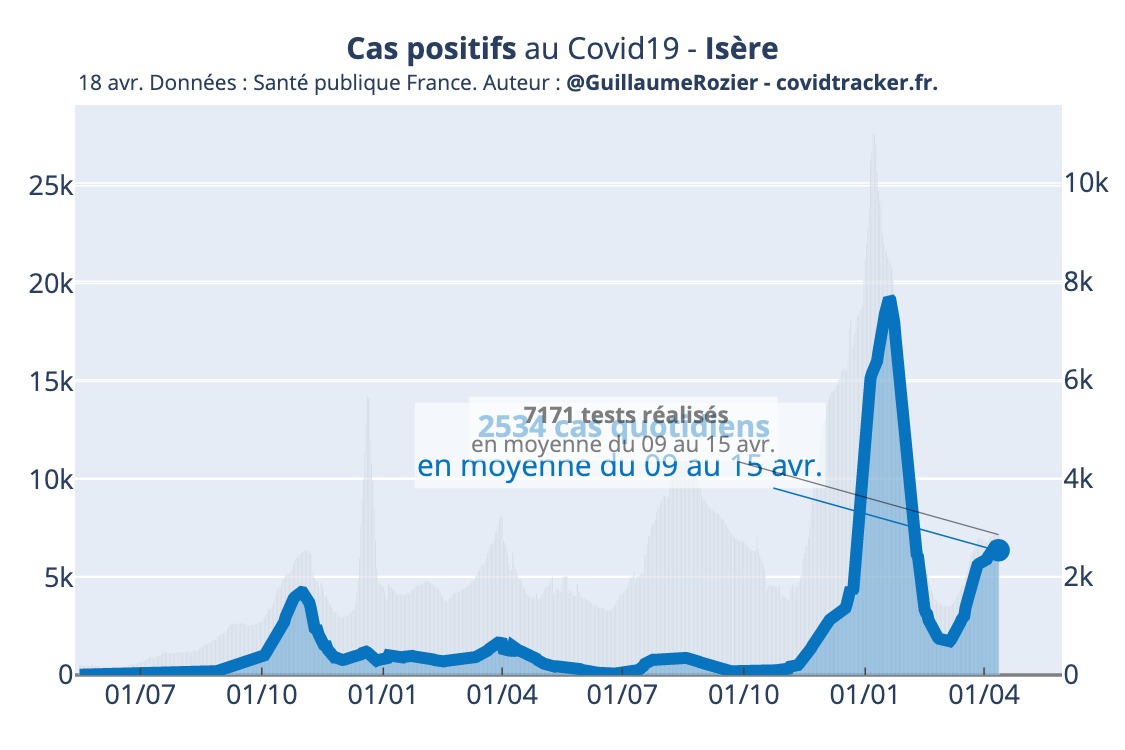 Cas positifs au Covid19 - Isère
18 avr. Données : Santé publique France. Auteur : @GuillaumeRozier - covidtracker.fr.
25k
20k
15k
10k
5k
0
10k
8k
6k
4k
2k
0
7171 tests réalisés
2534 cas quotidiens
en moyenne du 09 au 15 avr.
en moyenne du 09 au 15 avr.
01/07
01/10
01/01
01/04
01/07
01/10
01/01
01/04